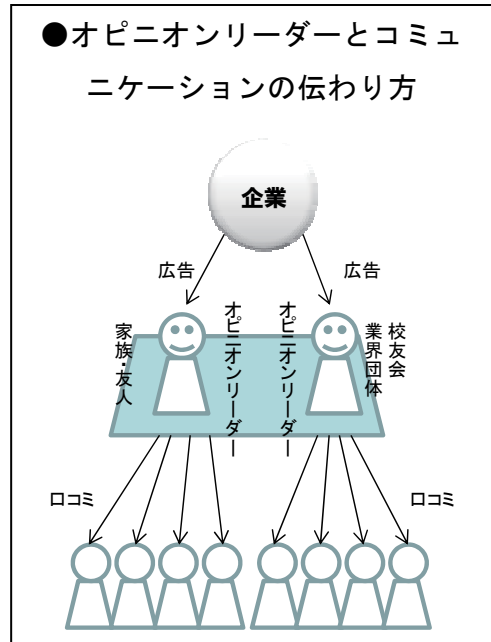 ●オピニオンリーダーとコミュ
ニケーションの伝わり方
企業
広告
広告
家族・友人
オピニオンリーダー
オピニオンリーダー
校友会
業界団体
口コミ
口コミ